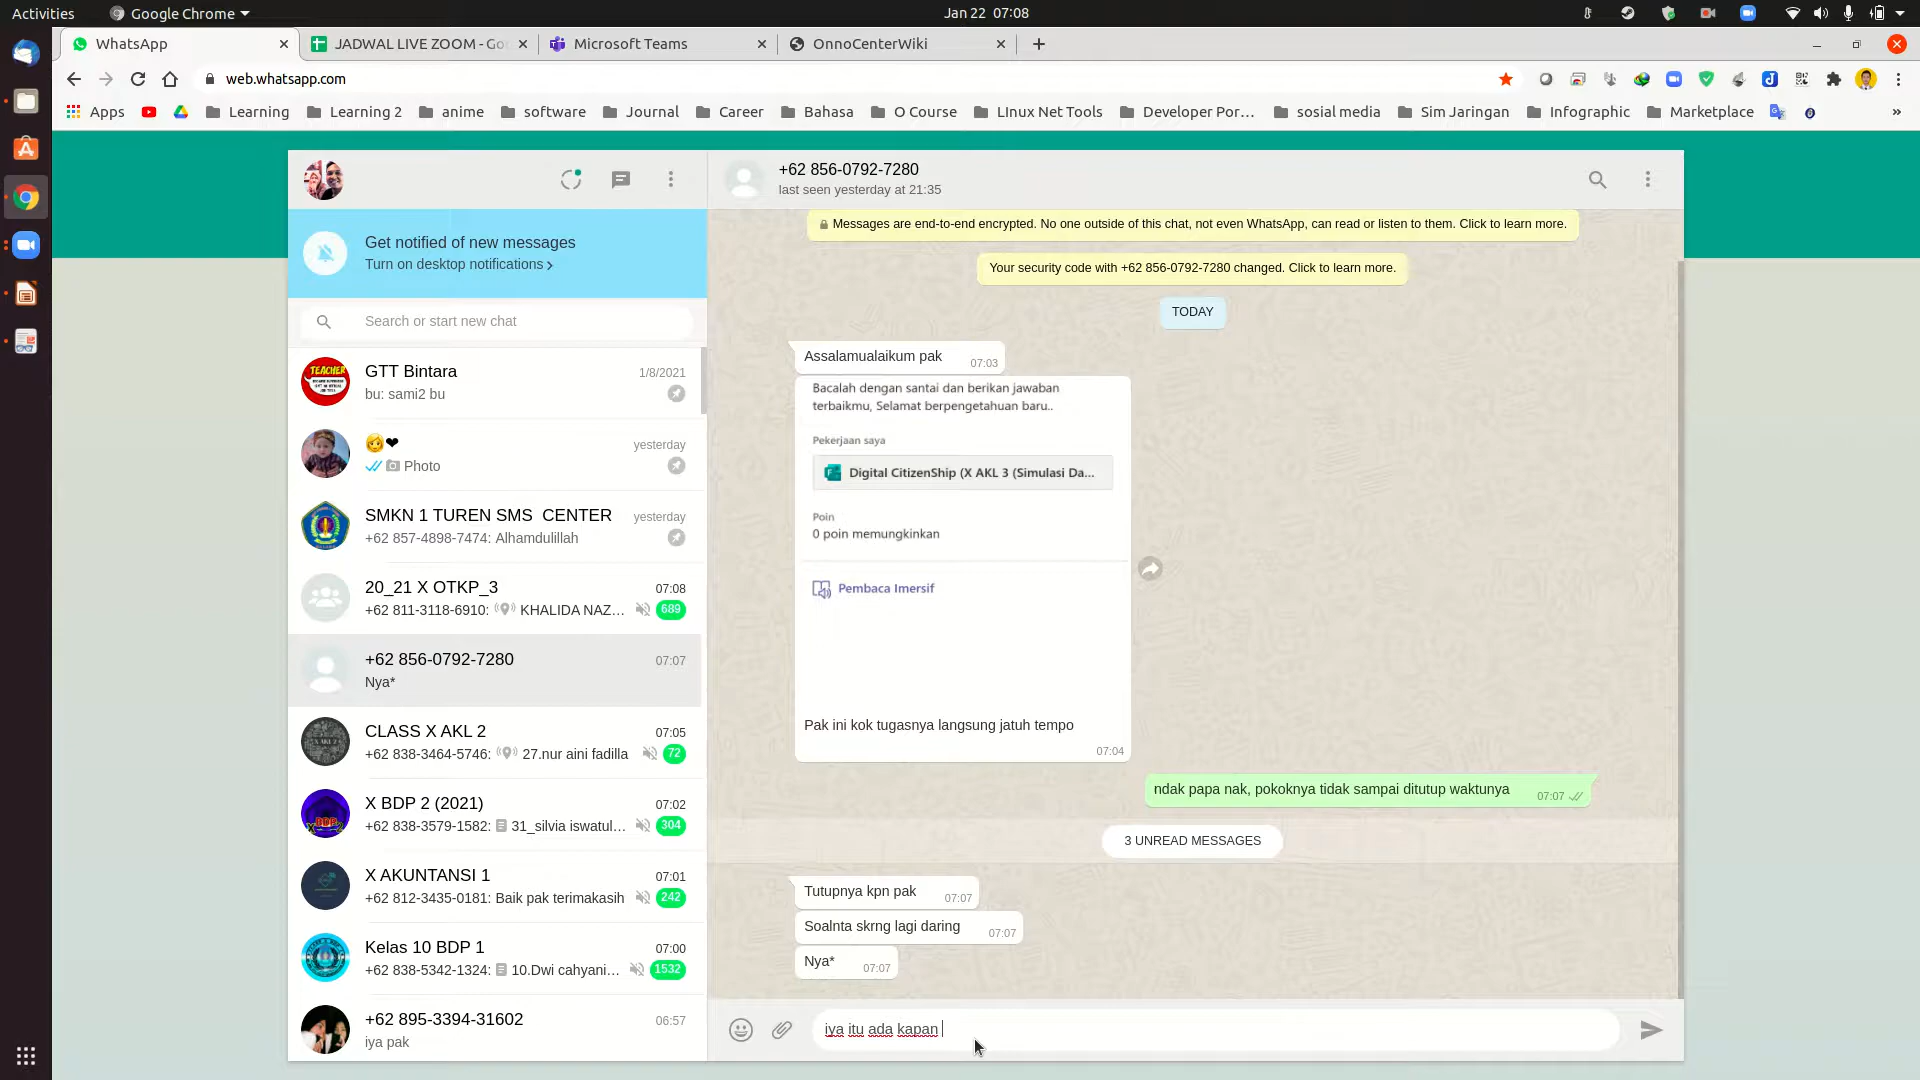 Activities
Google Chrome
Jan 22 07:08
WhatsApp
JADWAL LIVE ZOOM - Go
Microsoft Teams
OnnoCenterWiki
web.whatsapp.com
Apps
Learning
Learning 2
anime
software
Journal
Career
Bahasa
O Course
LInux Net Tools
Developer Por...
sosial media
Sim Jaringan
Infographic
Marketplace
»
Get notified of new messages
Turn on desktop notifications >
Search or start new chat
GTT Bintara
1/8/2021
bu: sami2 bu
yesterday
Photo
SMKN 1 TUREN SMS CENTER
yesterday
+62 857-4898-7474: Alhamdulillah
20_21 X OTKP_3
07:08
+62 811-3118-6910: KHALIDA NAZ...
689
+62 856-0792-7280
07:07
Nya*
CLASS X AKL 2
07:05
+62 838-3464-5746: 27.nur aini fadilla
72
X BDP 2 (2021)
07:02
+62 838-3579-1582: 31_silvia iswatul...
304
X AKUNTANSI 1
07:01
+62 812-3435-0181: Baik pak terimakasih
242
Kelas 10 BDP 1
07:00
+62 838-5342-1324: 10.Dwi cahyani...
1532
+62 895-3394-31602
06:57
iya pak
+62 856-0792-7280
last seen yesterday at 21:35
Messages are end-to-end encrypted. No one outside of this chat, not even WhatsApp, can read or listen to them. Click to learn more.
Your security code with +62 856-0792-7280 changed. Click to learn more.
TODAY
Assalamualaikum pak
07:03
Bacalah dengan santai dan berikan jawaban
terbaikmu, Selamat berpengetahuan baru..
Pekerjaan saya
Digital CitizenShip (X AKL 3 (Simulasi Da...
Poin
0 poin memungkinkan
Pembaca Imersif
Pak ini kok tugasnya langsung jatuh tempo
07:04
ndak papa nak, pokoknya tidak sampai ditutup waktunya
07:07
3 UNREAD MESSAGES
Tutupnya kpn pak
07:07
Soalnta skrng lagi daring
07:07
Nya*
07:07
iya itu ada kapan